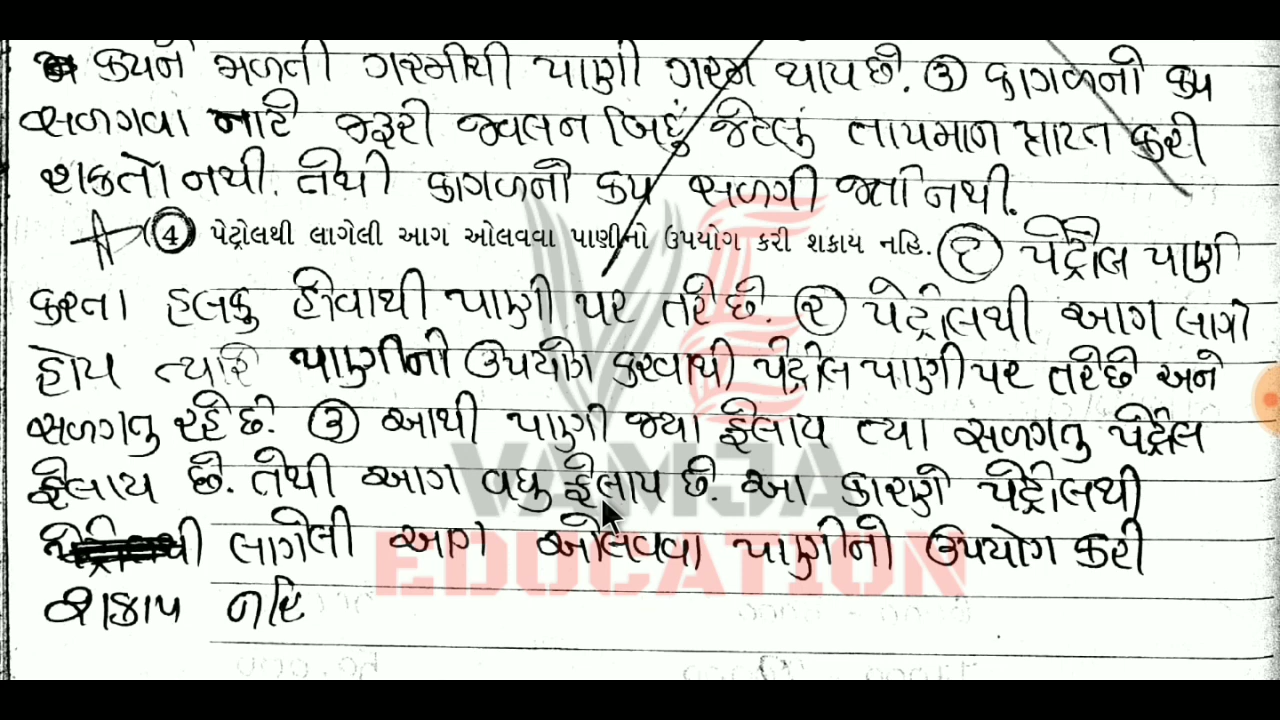 કપને મળતી ગરમીથી પાણી ગરમ થાય છે. ③ કાગળનો કપ
સળગવા માટે જરૂરી જ્વલન બિંદુ જેટલું તાપમાન પ્રાપ્ત કરી
શકતો નથી. તેથી કાગળનો કપ સળગી જતો નથી.
④ પેટ્રોલથી લાગેલી આગ ઓલવવા પાણીનો ઉપયોગ કરી શકાય નહિ. ① પેટ્રોલ પાણી
કરતા હલકુ હોવાથી પાણી પર તરે છે. ② પેટ્રોલથી આગ લાગી
હોય ત્યારે પાણીનો ઉપયોગ કરવાથી પેટ્રોલ પાણી પર તરે છે અને
સળગતુ રહે છે. ③ આથી પાણી જ્યા ફેલાય ત્યા સળગતુ પેટ્રોલ
ફેલાય છે. તેથી આગ વધુ ફેલાય છે. આ કારણે પેટ્રોલથી
લાગેલી આગ ઓલવવા પાણીનો ઉપયોગ કરી
શકાય નહિ
VAMJA
EDUCATION